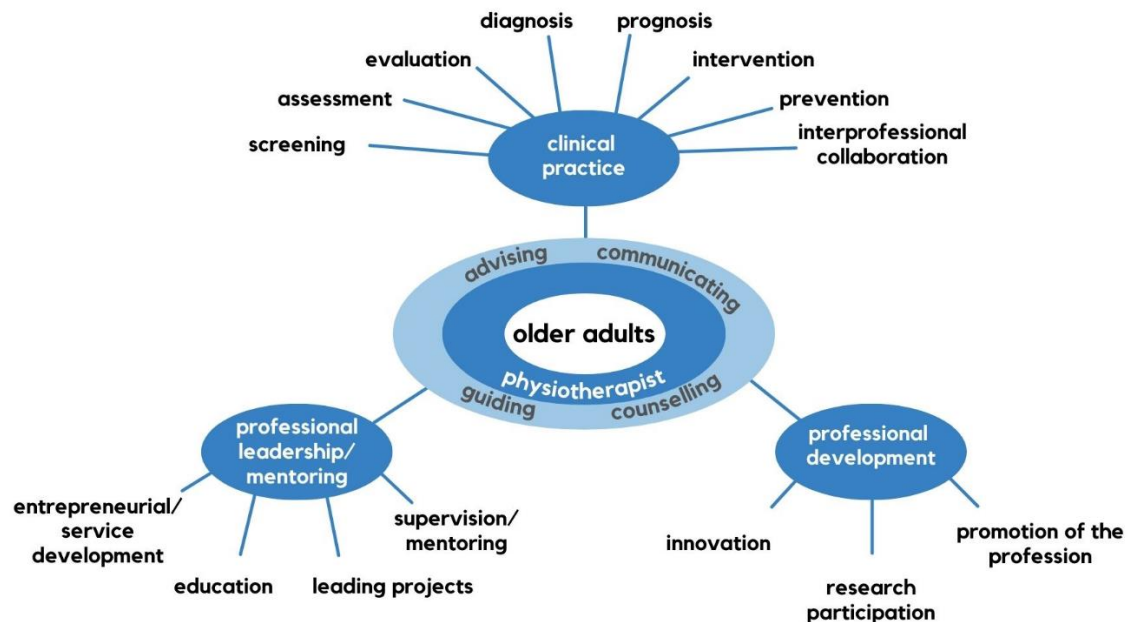 diagnosis
prognosis
evaluation
intervention
assessment
prevention
screening
interprofessional
collaboration
clinical
practice
advising
communicating
older adults
physiotherapist
guiding
counselling
professional
leadership/
mentoring
entrepreneurial/
service
development
education
leading projects
supervision/
mentoring
professional
development
innovation
research
participation
promotion of the
profession